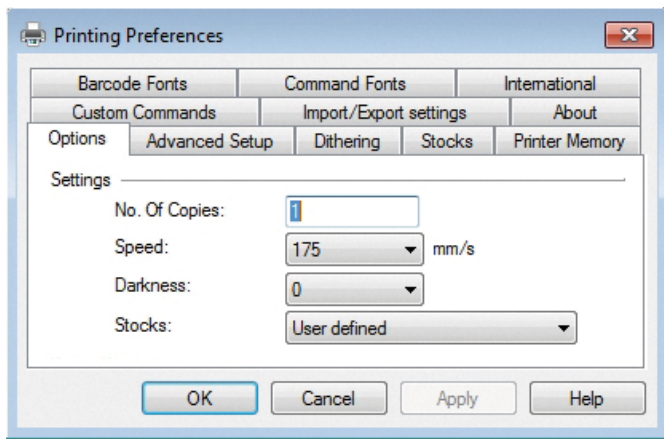 Printing Preferences
Barcode Fonts Command Fonts International
Custom Commands Import/Export settings About
Options Advanced Setup Dithering Stocks Printer Memory
Settings
No. Of Copies: 1
Speed: 175 mm/s
Darkness: 0
Stocks: User defined
OK Cancel Apply Help